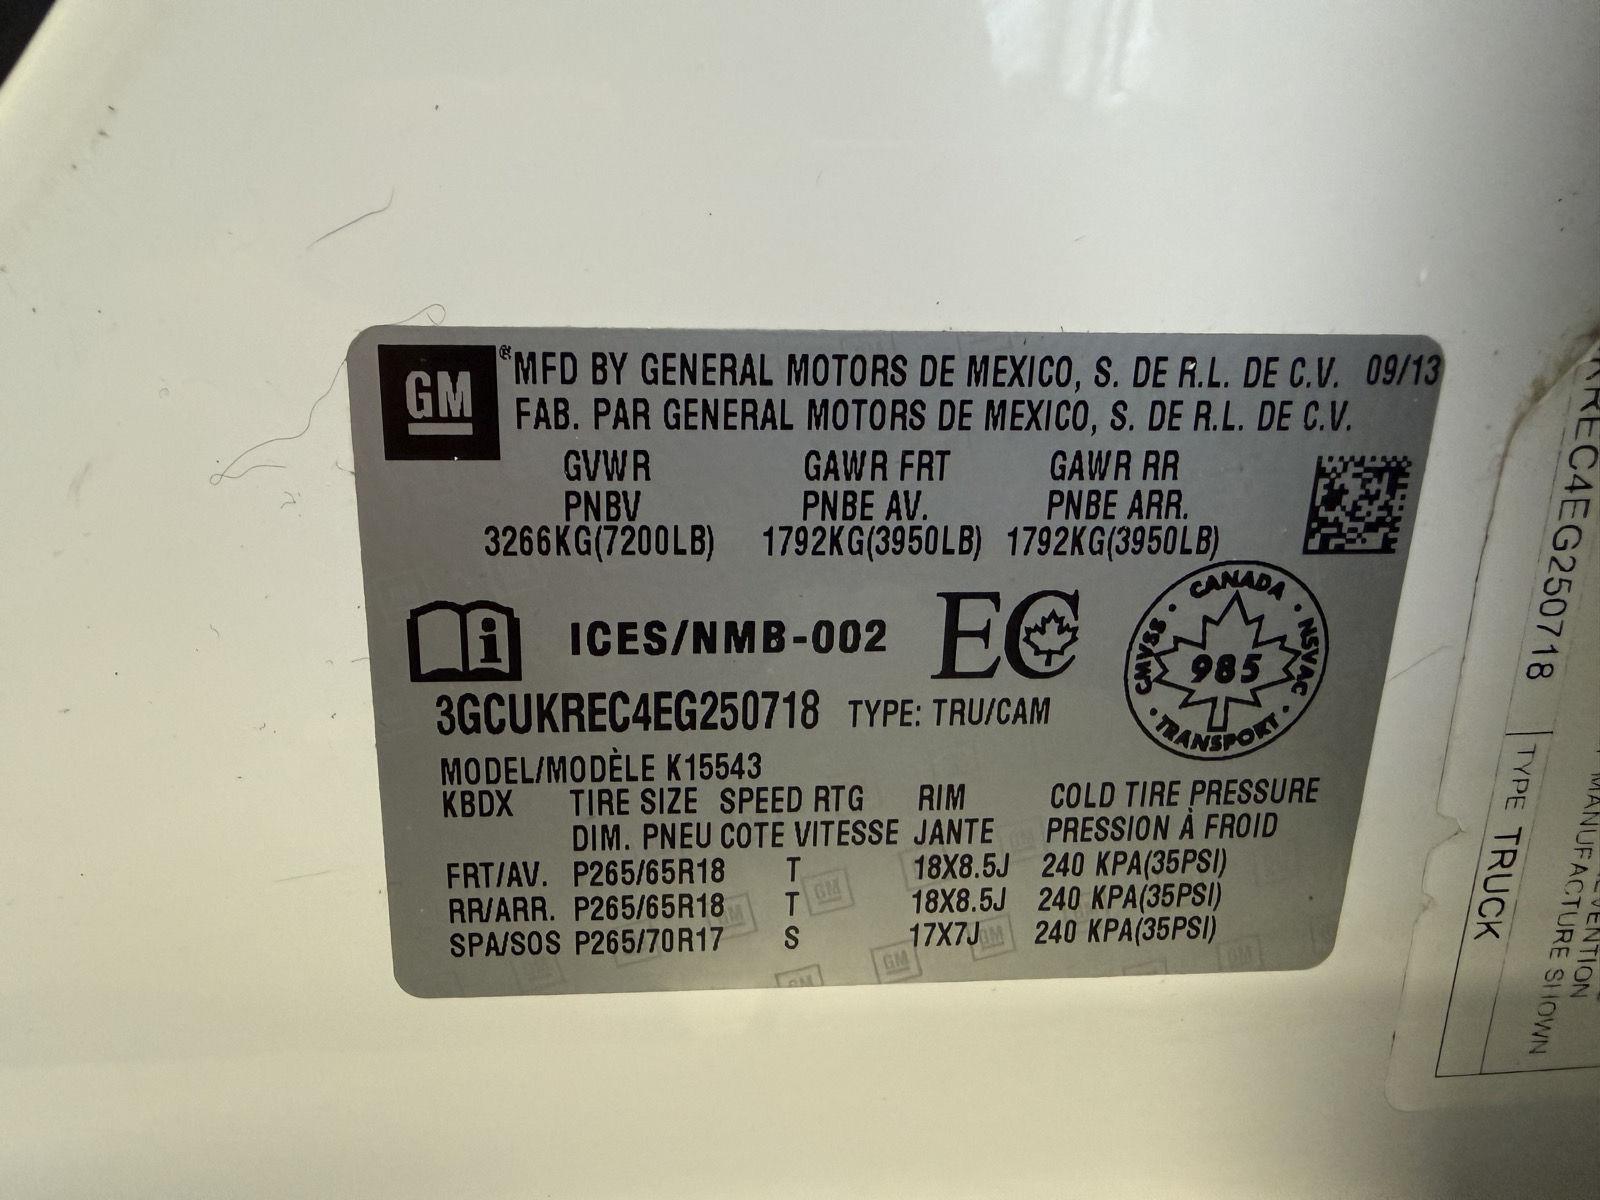 GM
® MFD BY GENERAL MOTORS DE MEXICO, S. DE R.L. DE C.V. 09/13
FAB. PAR GENERAL MOTORS DE MEXICO, S. DE R.L. DE C.V.
GVWR GAWR FRT GAWR RR
PNBV PNBE AV. PNBE ARR.
3266KG(7200LB) 1792KG(3950LB) 1792KG(3950LB)
i ICES/NMB-002 EC
CANADA
CMVSS · 985 · NSVAC
· TRANSPORT ·
3GCUKREC4EG250718 TYPE: TRU/CAM
MODEL/MODÈLE K15543
KBDX TIRE SIZE SPEED RTG RIM COLD TIRE PRESSURE
DIM. PNEU COTE VITESSE JANTE PRESSION À FROID
FRT/AV. P265/65R18 T 18X8.5J 240 KPA(35PSI)
RR/ARR. P265/65R18 T 18X8.5J 240 KPA(35PSI)
SPA/SOS P265/70R17 S 17X7J 240 KPA(35PSI)
GM
GM
GM
GM
KREC4EG250718 TYPE TRUCK
MANUFACTURE SHOWN